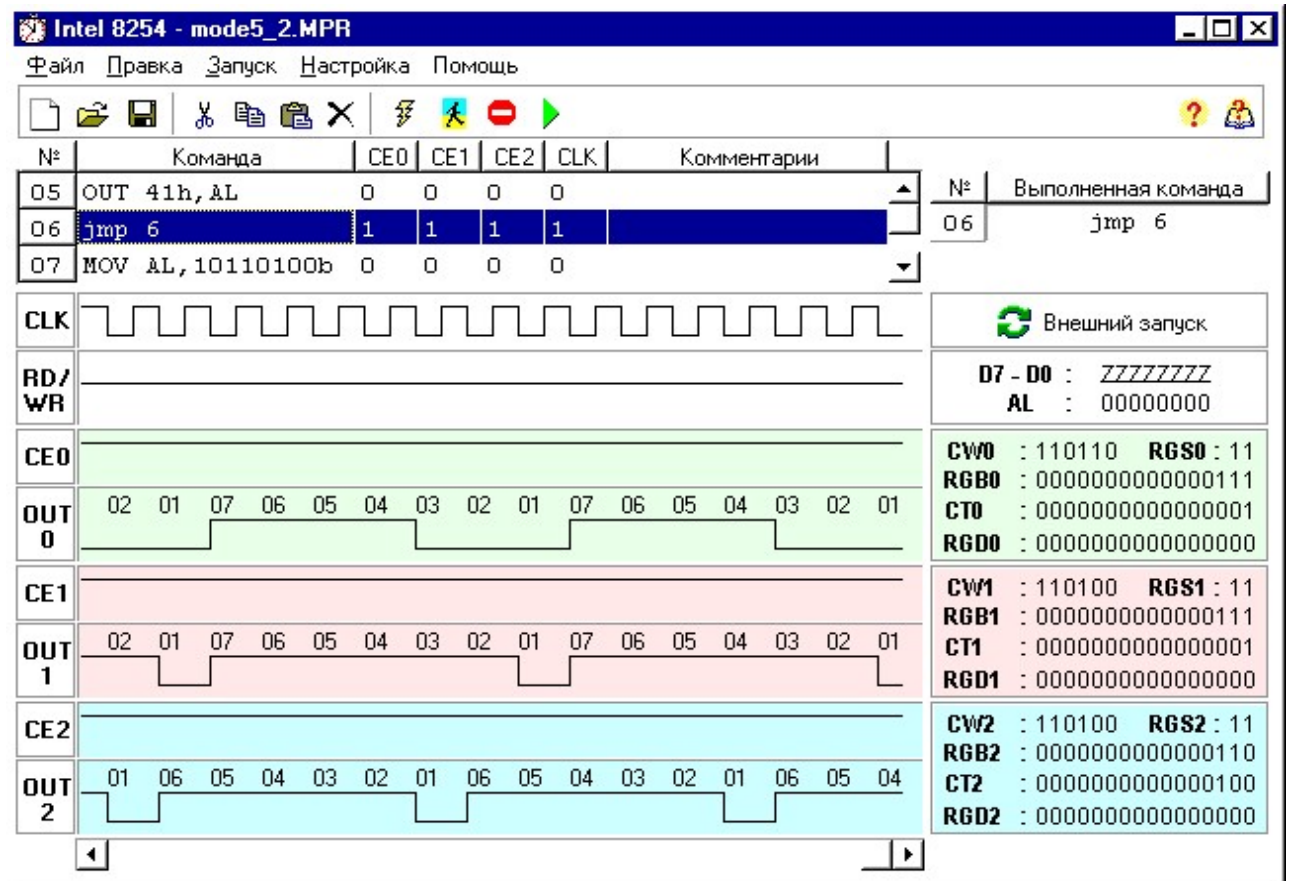 Intel 8254 - mode5_2.MPR
Файл Правка Запуск Настройка Помощь
№ Команда CE0 CE1 CE2 CLK Комментарии
05 OUT 41h,AL 0 0 0 0
06 jmp 6 1 1 1 1
07 MOV AL,10110100b 0 0 0 0
№ Выполненная команда
06 jmp 6
CLK
Внешний запуск
RD/
WR
D7 - D0 : ZZZZZZZZ
AL : 00000000
CE0
OUT
0
02 01 07 06 05 04 03 02 01 07 06 05 04 03 02 01
CW0 : 110110 RGS0 : 11
RGB0 : 0000000000000111
CT0 : 0000000000000001
RGD0 : 0000000000000000
CE1
OUT
1
02 01 07 06 05 04 03 02 01 07 06 05 04 03 02 01
CW1 : 110100 RGS1 : 11
RGB1 : 0000000000000111
CT1 : 0000000000000001
RGD1 : 0000000000000000
CE2
OUT
2
01 06 05 04 03 02 01 06 05 04 03 02 01 06 05 04
CW2 : 110100 RGS2 : 11
RGB2 : 0000000000000110
CT2 : 0000000000000100
RGD2 : 0000000000000000